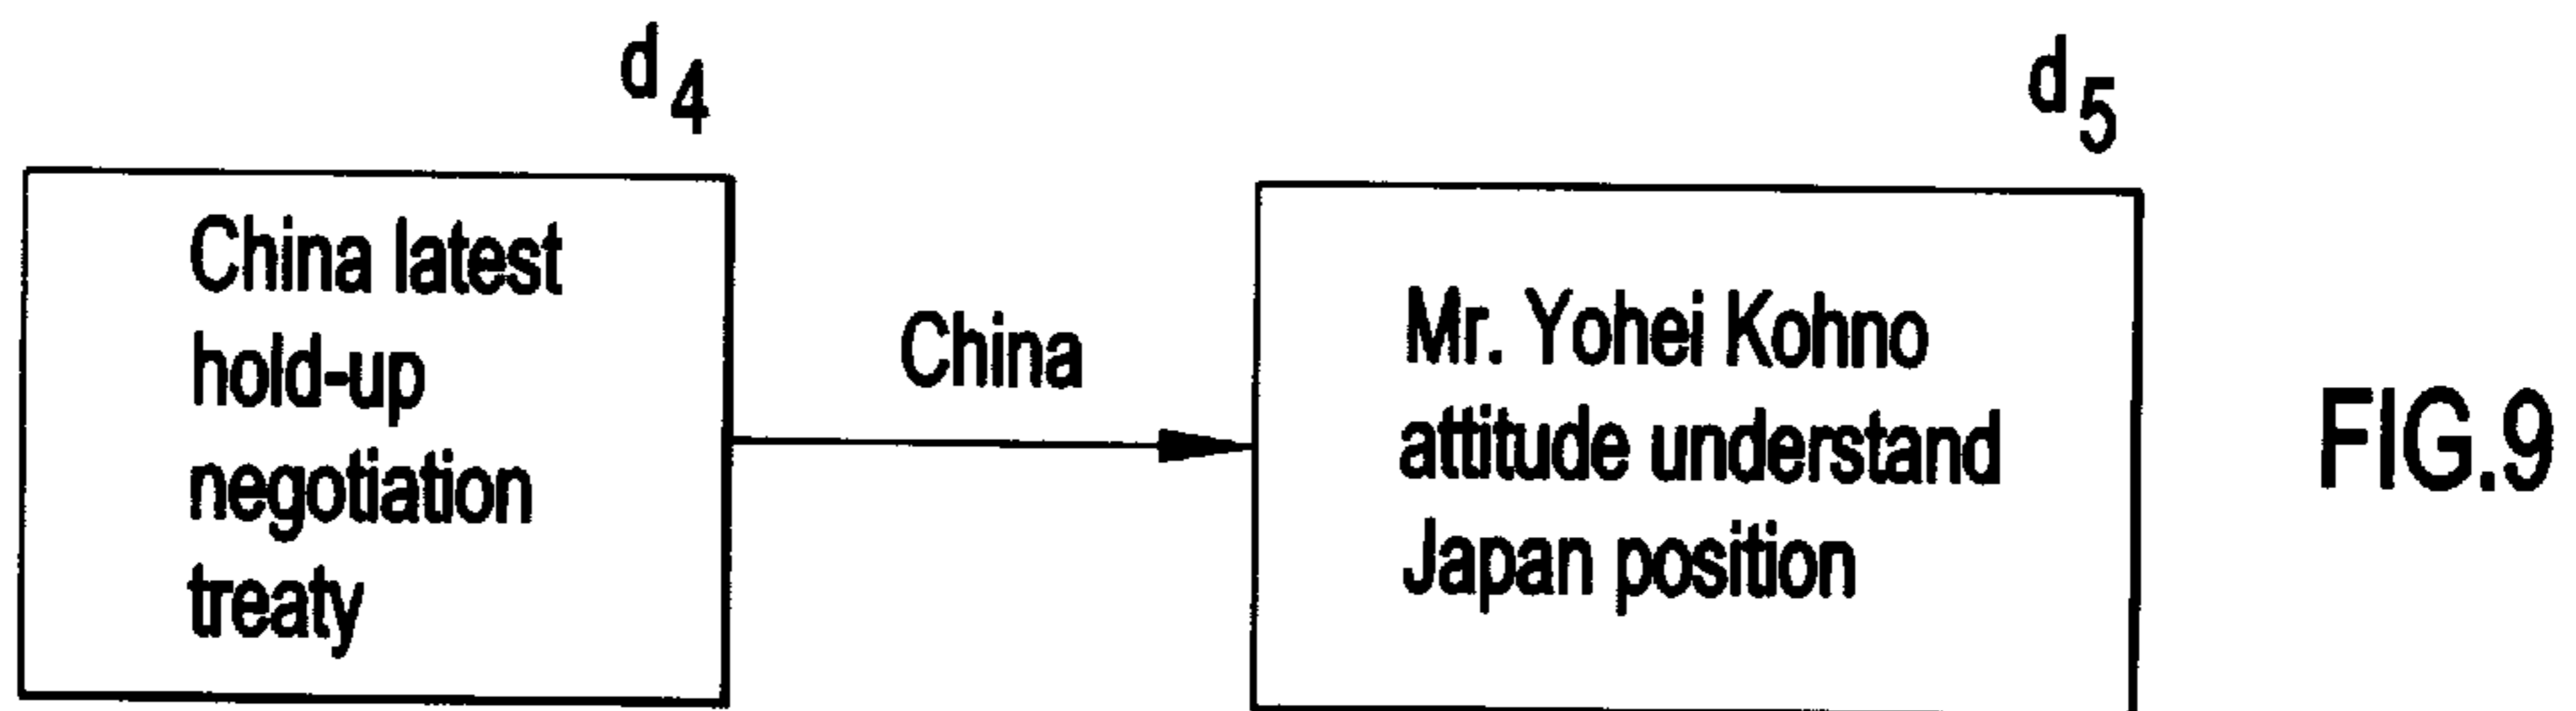 d4
China latest
hold-up
negotiation
treaty
China
d5
Mr. Yohei Kohno
attitude understand
Japan position
FIG.9